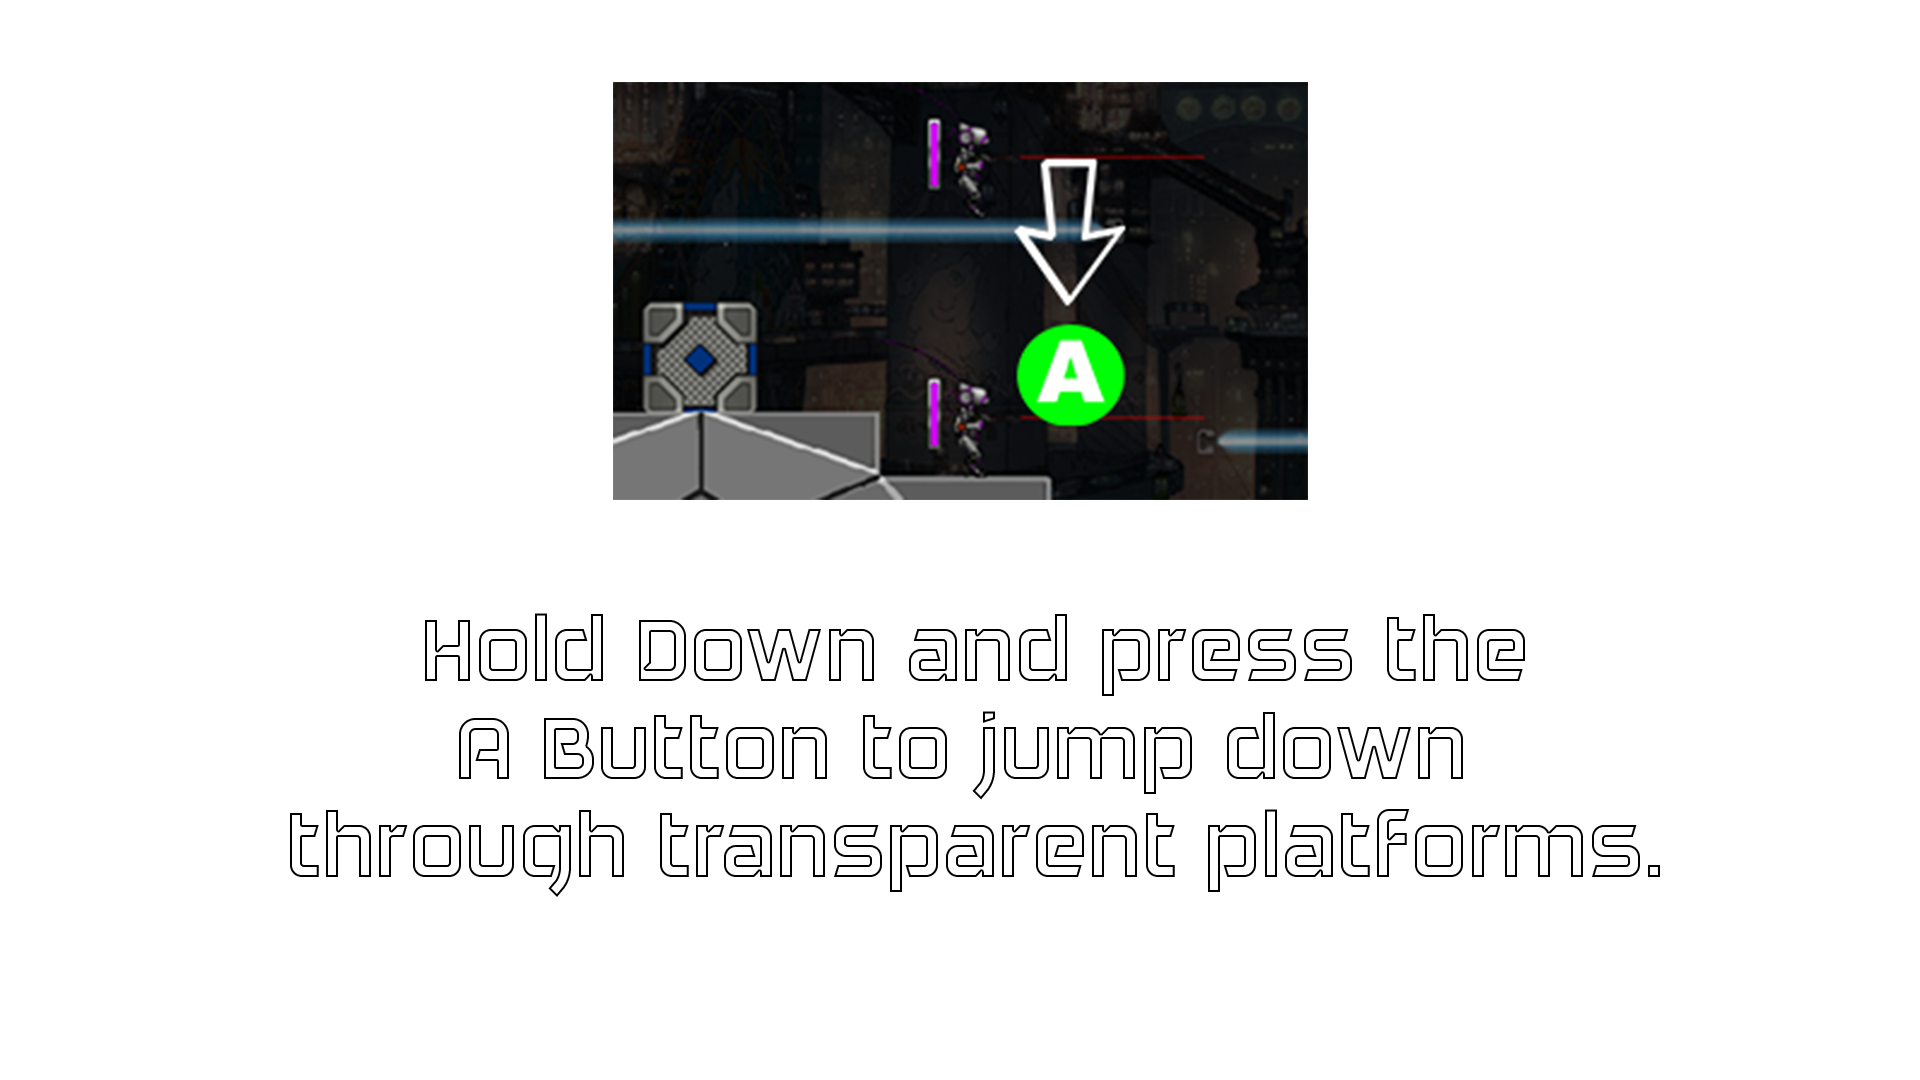 A
Hold Down and press the
A Button to jump down
through transparent platforms.